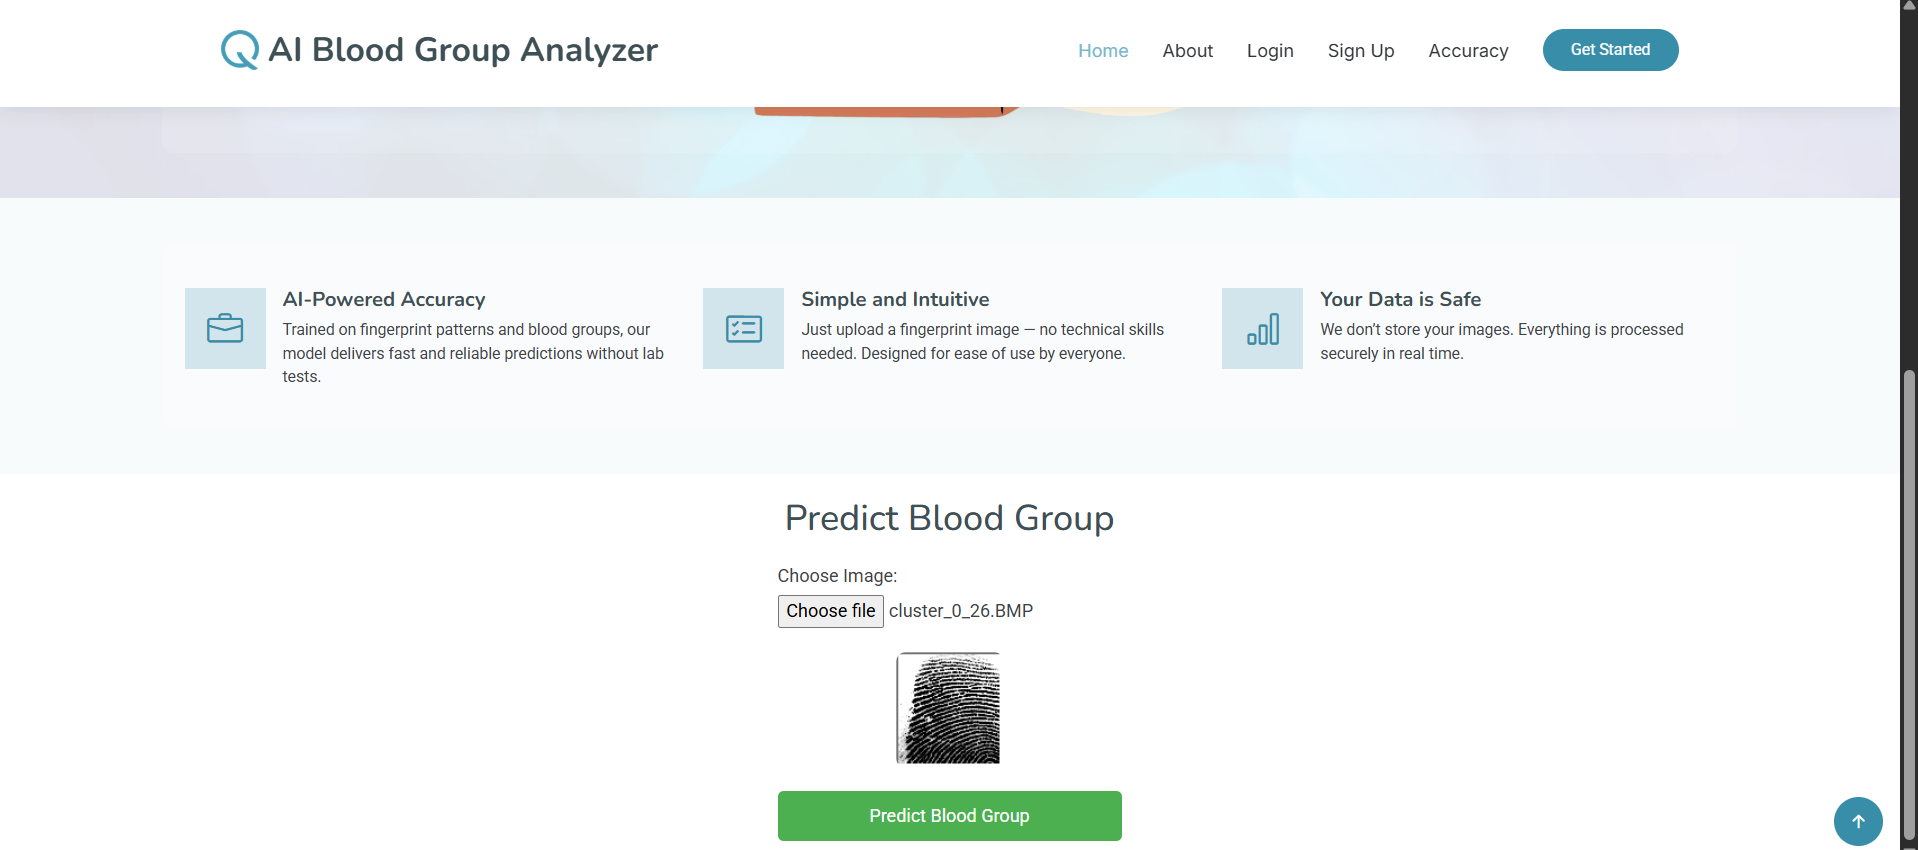 AI Blood Group Analyzer
Home About Login Sign Up Accuracy Get Started
AI-Powered Accuracy
Trained on fingerprint patterns and blood groups, our
model delivers fast and reliable predictions without lab
tests.
Simple and Intuitive
Just upload a fingerprint image — no technical skills
needed. Designed for ease of use by everyone.
Your Data is Safe
We don't store your images. Everything is processed
securely in real time.
Predict Blood Group
Choose Image:
Choose file cluster_0_26.BMP
Predict Blood Group